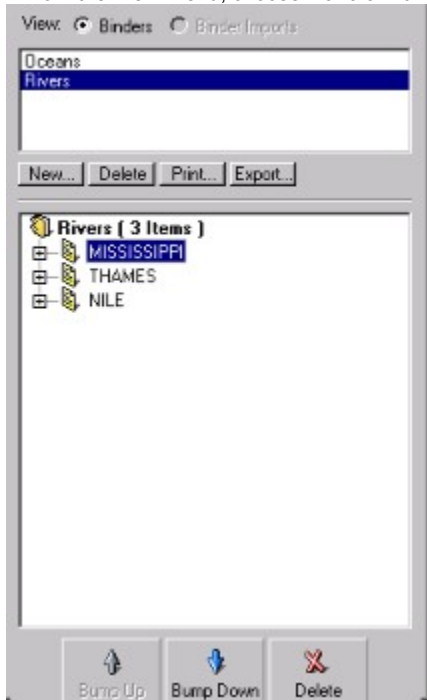 View: Binders Binder Imports
Oceans
Rivers
New... Delete Print... Export...
Rivers ( 3 Items )
MISSISSIPPI
THAMES
NILE
Bump Up Bump Down Delete